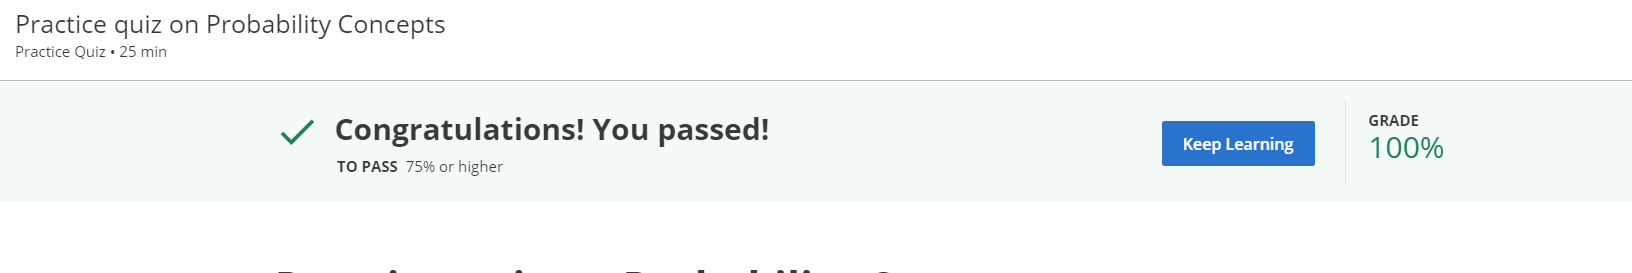 Practice quiz on Probability Concepts
Practice Quiz • 25 min
Congratulations! You passed!
TO PASS 75% or higher
Keep Learning
GRADE
100%